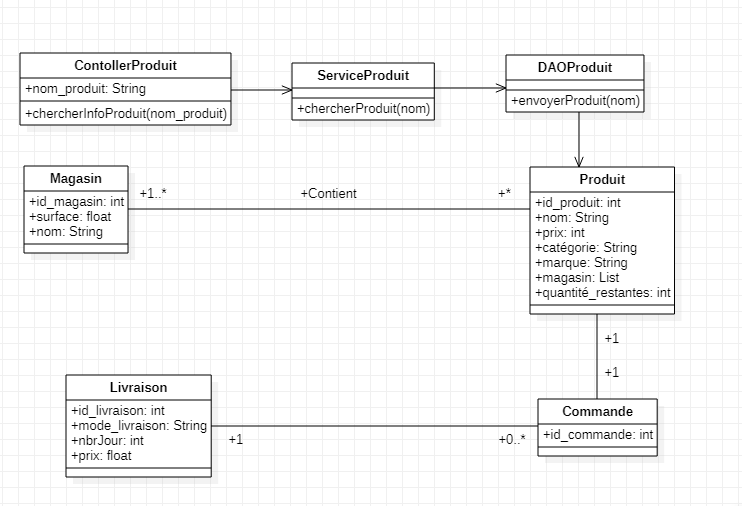 ContollerProduit
+nom_produit: String
+chercherInfoProduit(nom_produit)
ServiceProduit
+chercherProduit(nom)
DAOProduit
+envoyerProduit(nom)
Magasin
+id_magasin: int
+surface: float
+nom: String
+1..*
+Contient
+*
Produit
+id_produit: int
+nom: String
+prix: int
+catégorie: String
+marque: String
+magasin: List
+quantité_restantes: int
+1
+1
Livraison
+id_livraison: int
+mode_livraison: String
+nbrJour: int
+prix: float
+1
+0..*
Commande
+id_commande: int